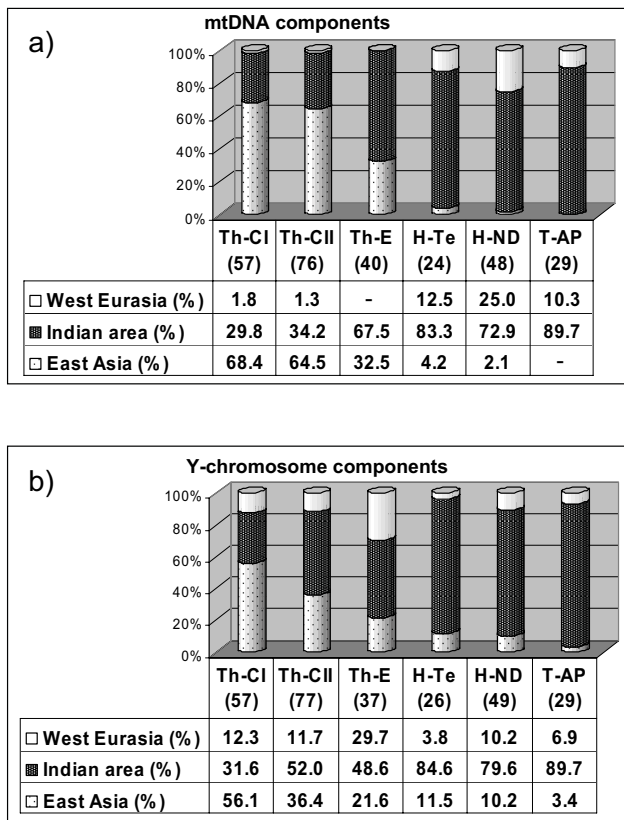 mtDNA components
a)
100%
80%
60%
40%
20%
0%
Th-CI Th-CII Th-E H-Te H-ND T-AP
(57) (76) (40) (24) (48) (29)
West Eurasia (%) 1.8 1.3 - 12.5 25.0 10.3
Indian area (%) 29.8 34.2 67.5 83.3 72.9 89.7
East Asia (%) 68.4 64.5 32.5 4.2 2.1 -
Y-chromosome components
b)
100%
80%
60%
40%
20%
0%
Th-CI Th-CII Th-E H-Te H-ND T-AP
(57) (77) (37) (26) (49) (29)
West Eurasia (%) 12.3 11.7 29.7 3.8 10.2 6.9
Indian area (%) 31.6 52.0 48.6 84.6 79.6 89.7
East Asia (%) 56.1 36.4 21.6 11.5 10.2 3.4